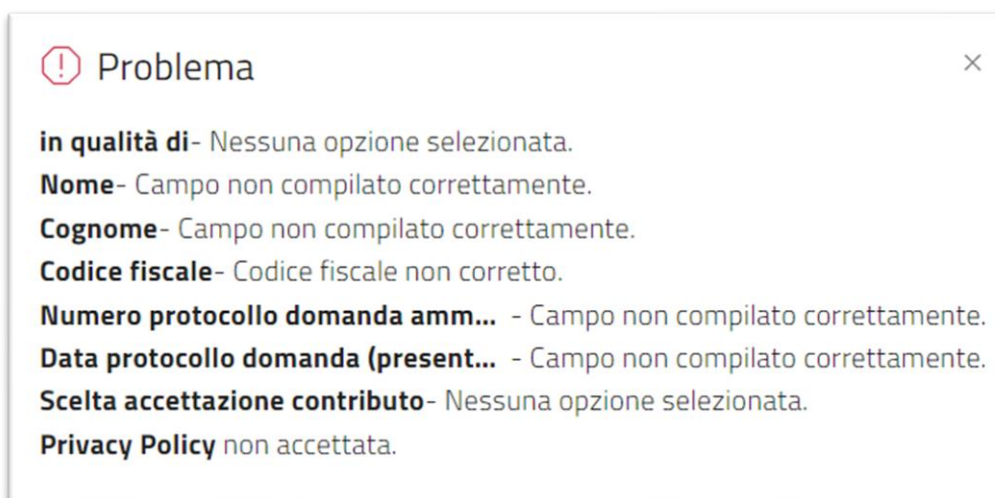 Problema
in qualità di- Nessuna opzione selezionata.
Nome- Campo non compilato correttamente.
Cognome- Campo non compilato correttamente.
Codice fiscale- Codice fiscale non corretto.
Numero protocollo domanda amm... - Campo non compilato correttamente.
Data protocollo domanda (present... - Campo non compilato correttamente.
Scelta accettazione contributo- Nessuna opzione selezionata.
Privacy Policy non accettata.